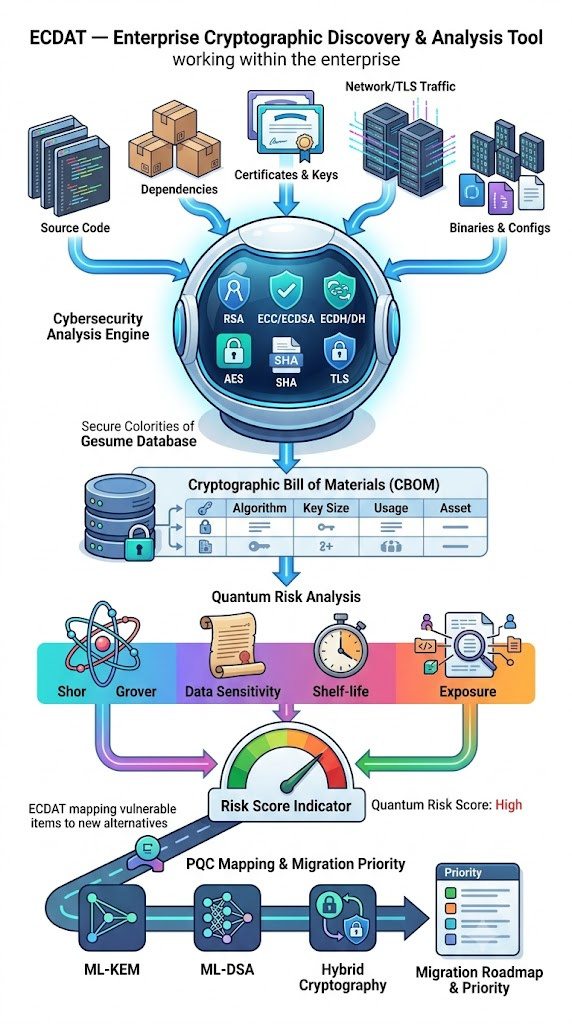 ECDAT — Enterprise Cryptographic Discovery & Analysis Tool
working within the enterprise
Source Code
Dependencies
Certificates & Keys
Network/TLS Traffic
Binaries & Configs
Cybersecurity
Analysis Engine
RSA
ECC/ECDSA
ECDH/DH
AES
SHA
SHA
TLS
Secure Colorities of
Gesume Database
Cryptographic Bill of Materials (CBOM)
Algorithm
Key Size
Usage
Asset
2+
Quantum Risk Analysis
Shor
Grover
Data Sensitivity
Shelf-life
Exposure
Risk Score Indicator
Quantum Risk Score: High
ECDAT mapping vulnerable
items to new alternatives
PQC Mapping & Migration Priority
ML-KEM
ML-DSA
Hybrid
Cryptography
Priority
Migration Roadmap
& Priority